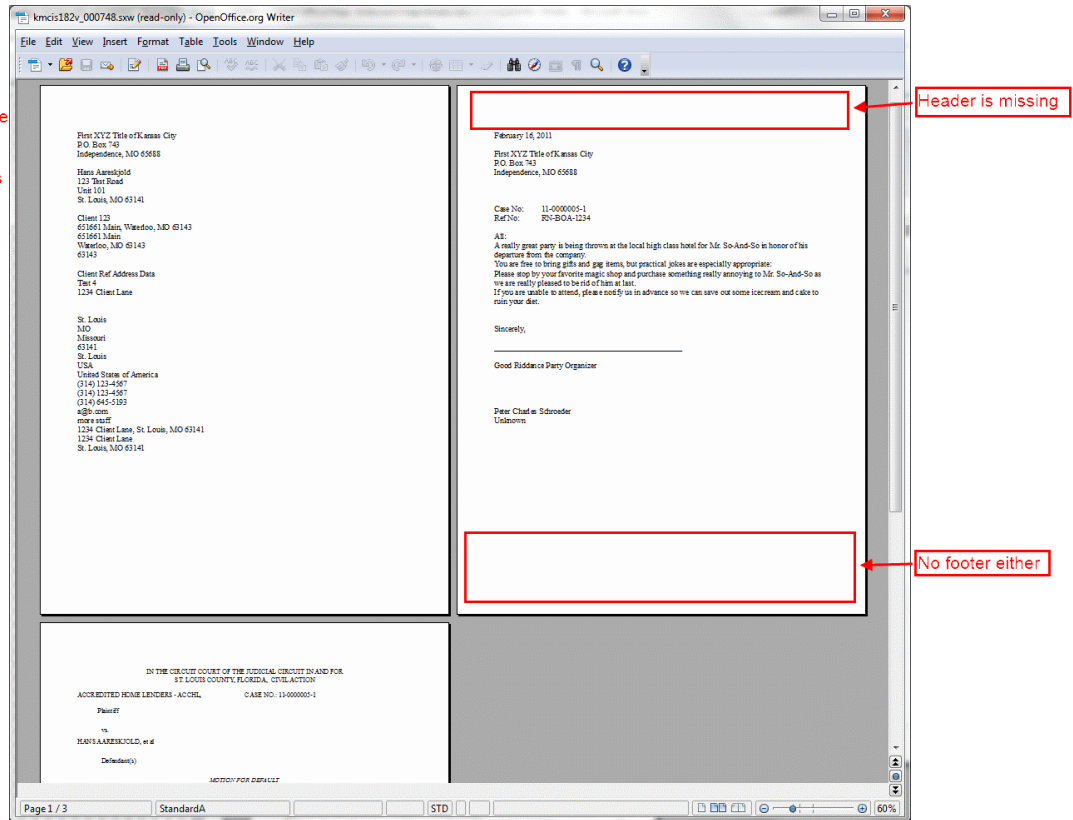 kmcis182v_000748.sxw (read-only) - OpenOffice.org Writer
File Edit View Insert Format Table Tools Window Help
First XYZ Title of Kansas City
P.O. Box 743
Independence, MO 65688
Hans Aareskjold
123 Test Road
Unit 101
St. Louis, MO 63141
Client 123
651661 Main, Waterloo, MO 63143
651661 Main
Waterloo, MO 63143
63143
Client Ref Address Data
Test 4
1234 Client Lane
St. Louis
MO
Missouri
63141
St. Louis
USA
United States of America
(314) 123-4567
(314) 123-4567
(314) 645-5193
a@b.com
more stuff
1234 Client Lane, St. Louis, MO 63141
1234 Client Lane
St. Louis, MO 63141
Header is missing
February 16, 2011
First XYZ Title of Kansas City
P.O. Box 743
Independence, MO 65688
Case No: 11-0000005-1
Ref No: RN-BOA-1234
All:
A really great party is being thrown at the local high class hotel for Mr. So-And-So in honor of his
departure from the company.
You are free to bring gifts and gag items, but practical jokes are especially appropriate:
Please stop by your favorite magic shop and purchase something really annoying to Mr. So-And-So as
we are really pleased to be rid of him at last.
If you are unable to attend, please notify us in advance so we can save out some icecream and cake to
ruin your diet.
Sincerely,
Good Riddance Party Organizer
Peter Charles Schroeder
Unknown
No footer either
IN THE CIRCUIT COURT OF THE JUDICIAL CIRCUIT IN AND FOR
ST. LOUIS COUNTY, FLORIDA, CIVIL ACTION
ACCREDITED HOME LENDERS - ACCHL, CASE NO.: 11-0000005-1
Plaintiff
vs.
HANS AARESKJOLD, et al
Defendant(s)
MOTION FOR DEFAULT
Page 1 / 3 StandardA STD 60%